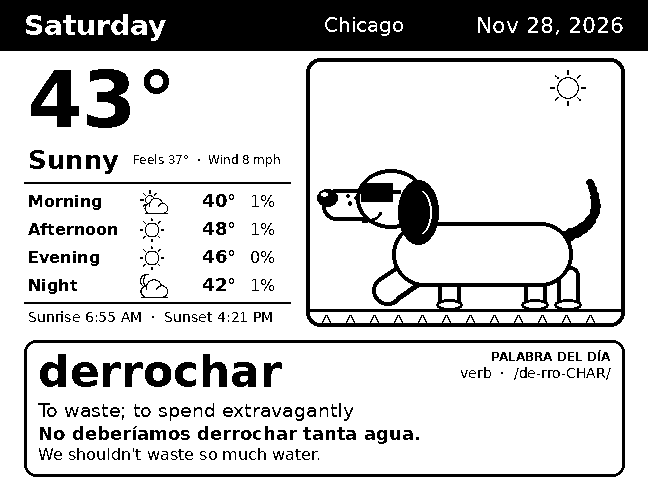 Saturday Chicago Nov 28, 2026
43°
Sunny Feels 37° · Wind 8 mph
Morning 40° 1%
Afternoon 48° 1%
Evening 46° 0%
Night 42° 1%
Sunrise 6:55 AM · Sunset 4:21 PM
derrochar
PALABRA DEL DÍA
verb · /de-rro-CHAR/
To waste; to spend extravagantly
No deberíamos derrochar tanta agua.
We shouldn't waste so much water.